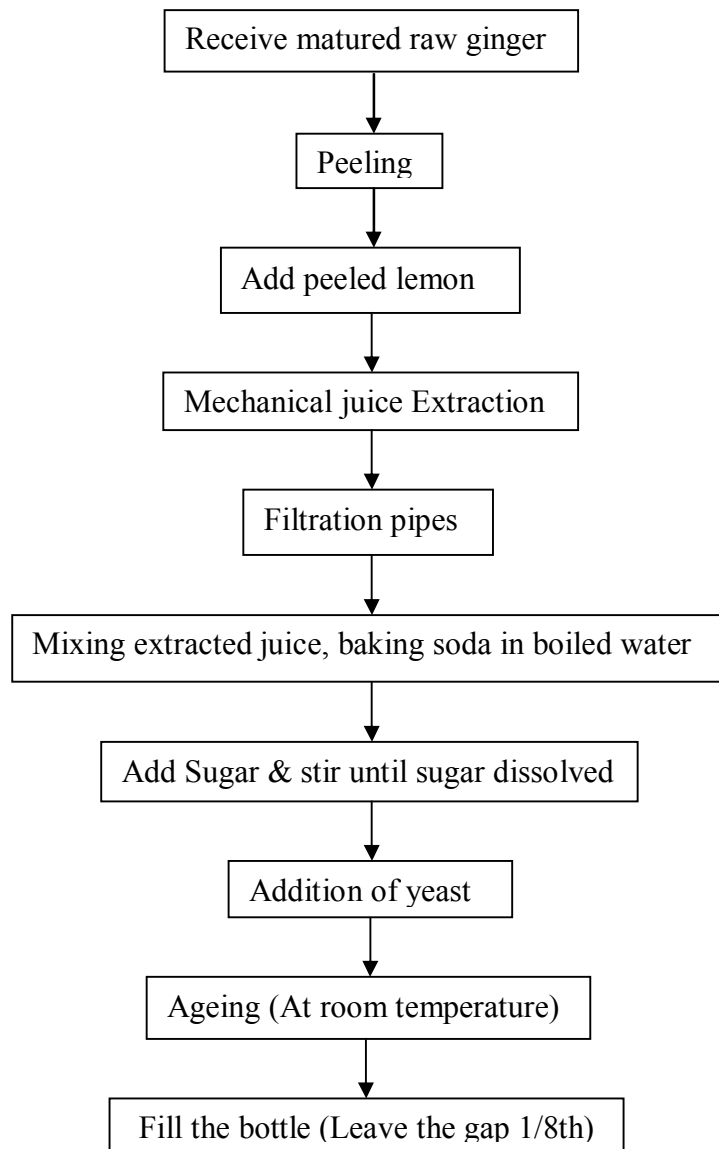 Receive matured raw ginger
Peeling
Add peeled lemon
Mechanical juice Extraction
Filtration pipes
Mixing extracted juice, baking soda in boiled water
Add Sugar & stir until sugar dissolved
Addition of yeast
Ageing (At room temperature)
Fill the bottle (Leave the gap 1/8th)